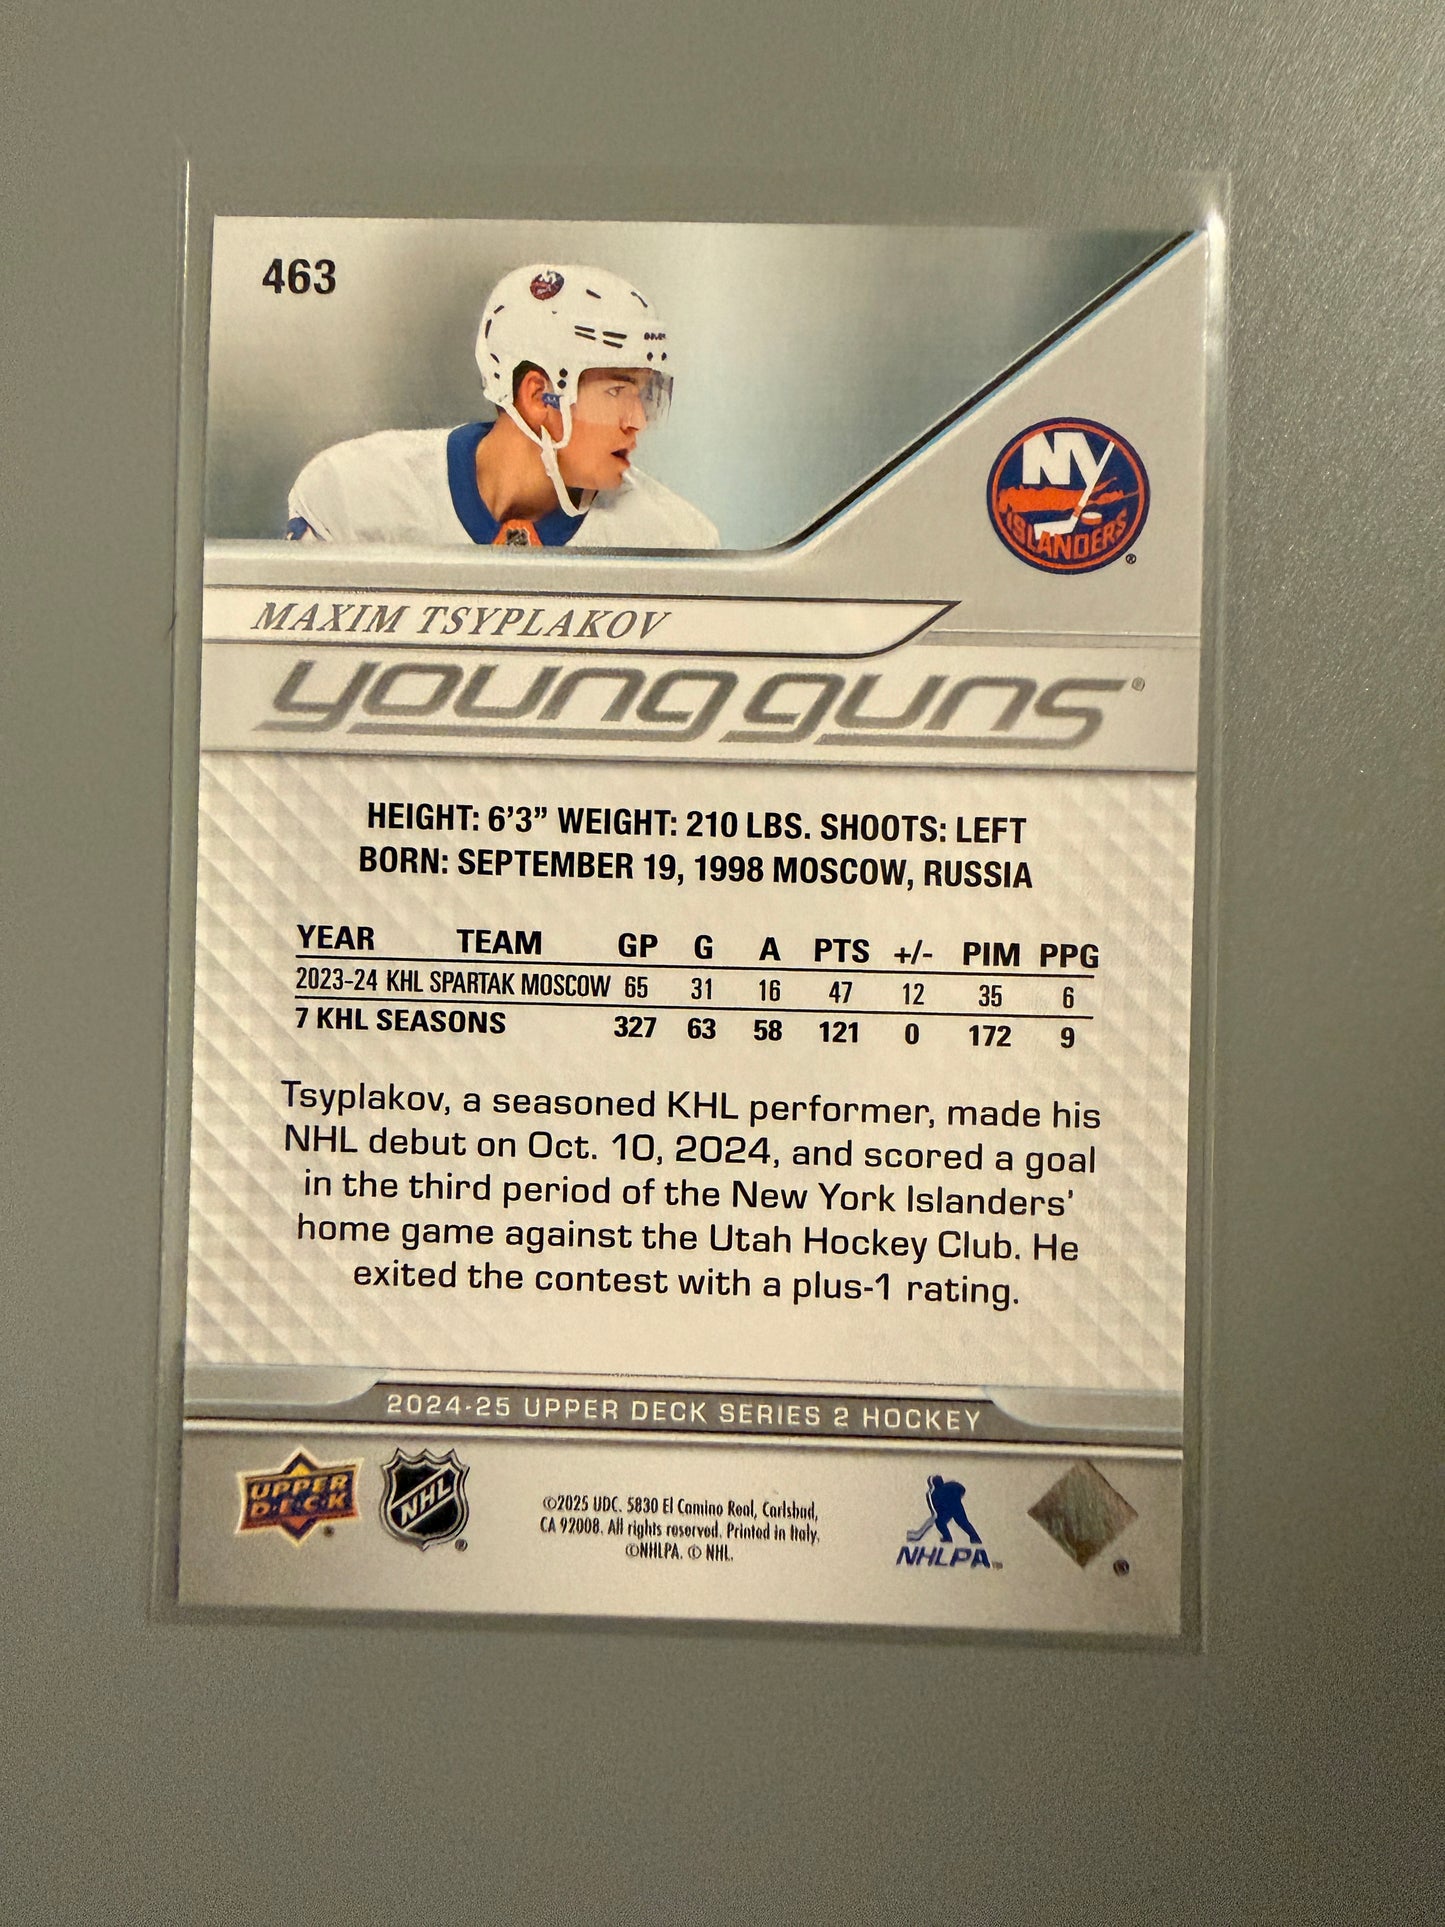 463
NY
ISLANDERS
®
MAXIM TSYPLAKOV
young guns®
HEIGHT: 6'3” WEIGHT: 210 LBS. SHOOTS: LEFT
BORN: SEPTEMBER 19, 1998 MOSCOW, RUSSIA
YEAR TEAM GP G A PTS +/- PIM PPG
2023-24 KHL SPARTAK MOSCOW 65 31 16 47 12 35 6
7 KHL SEASONS 327 63 58 121 0 172 9
Tsyplakov, a seasoned KHL performer, made his
NHL debut on Oct. 10, 2024, and scored a goal
in the third period of the New York Islanders'
home game against the Utah Hockey Club. He
exited the contest with a plus-1 rating.
2024-25 UPPER DECK SERIES 2 HOCKEY
UPPER
DECK
®
NHL
®
©2025 UDC. 5830 El Camino Real, Carlsbad,
CA 92008. All rights reserved. Printed in Italy.
©NHLPA. © NHL.
NHLPA™
®